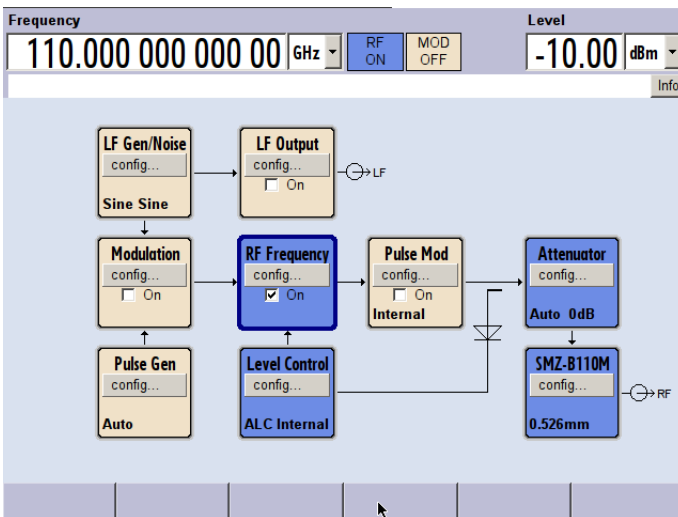 Frequency
Level
110.000 000 000 00 GHz
RF ON
MOD OFF
-10.00 dBm
Info
LF Gen/Noise
config...
Sine Sine
LF Output
config...
On
LF
Modulation
config...
On
RF Frequency
config...
On
Pulse Mod
config...
On
Internal
Attenuator
config...
Auto 0dB
Pulse Gen
config...
Auto
Level Control
config...
ALC Internal
SMZ-B110M
config...
0.526mm
RF